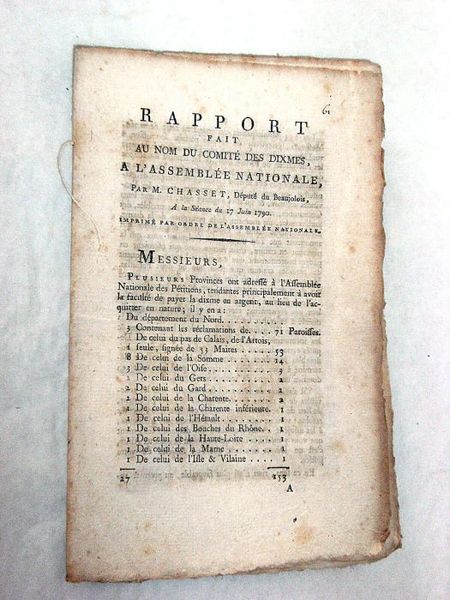 61
RAPPORT
FAIT
AU NOM DU COMITÉ DES DIXMES,
A L'ASSEMBLÉE NATIONALE,
PAR M. CHASSET, Député du Beaujolois,
A la Séance du 17 Juin 1790.
IMPRIMÉ PAR ORDRE DE L'ASSEMBLÉE NATIONALE.
MESSIEURS,
PLUSIEURS Provinces ont adressé à l'Assemblée
Nationale des Pétitions, tendantes principalement à avoir
la faculté de payer la dixme en argent, au lieu de l'ac-
quitter en nature; il y en a:
Du département du Nord.
3 Contenant les réclamations de. . . . 71 Paroisses.
De celui du pas de Calais, de l'Artois,
1 seule, signée de 53 Maires . . . . . 53
8 De celui de la Somme . . . . . 14
3 De celui de l'Oise . . . . . 3
1 De celui du Gers . . . . . 1
2 De celui du Gard . . . . . 2
2 De celui de la Charente. . . . . 2
1 De celui de la Charente inférieure. . 1
1 De celui de l'Hérault . . . . . 1
1 De celui des Bouches du Rhône. . . 1
1 De celui de la Haute-Loire . . . . 1
1 De celui de la Marne . . . . . 1
1 De celui de l'Isle & Vilaine . . . . 1
27 153
A